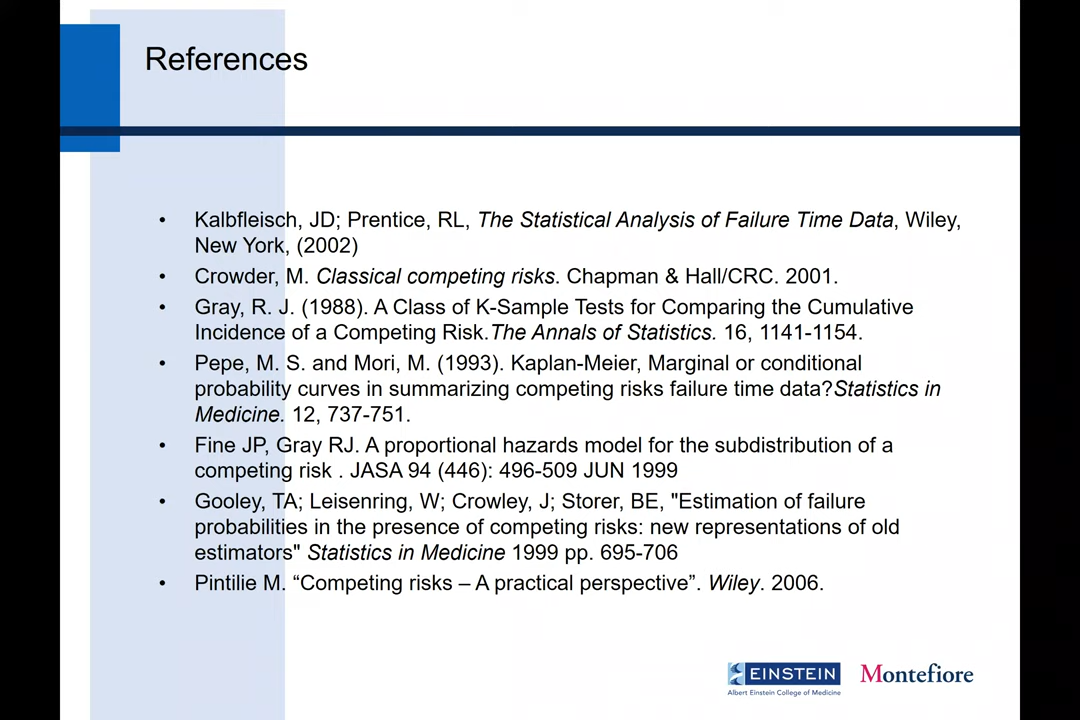 References
• Kalbfleisch, JD; Prentice, RL, The Statistical Analysis of Failure Time Data, Wiley,
New York, (2002)
• Crowder, M. Classical competing risks. Chapman & Hall/CRC. 2001.
• Gray, R. J. (1988). A Class of K-Sample Tests for Comparing the Cumulative
Incidence of a Competing Risk.The Annals of Statistics. 16, 1141-1154.
• Pepe, M. S. and Mori, M. (1993). Kaplan-Meier, Marginal or conditional
probability curves in summarizing competing risks failure time data?Statistics in
Medicine. 12, 737-751.
• Fine JP, Gray RJ. A proportional hazards model for the subdistribution of a
competing risk . JASA 94 (446): 496-509 JUN 1999
• Gooley, TA; Leisenring, W; Crowley, J; Storer, BE, "Estimation of failure
probabilities in the presence of competing risks: new representations of old
estimators" Statistics in Medicine 1999 pp. 695-706
• Pintilie M. “Competing risks – A practical perspective”. Wiley. 2006.
EINSTEIN Montefiore
Albert Einstein College of Medicine